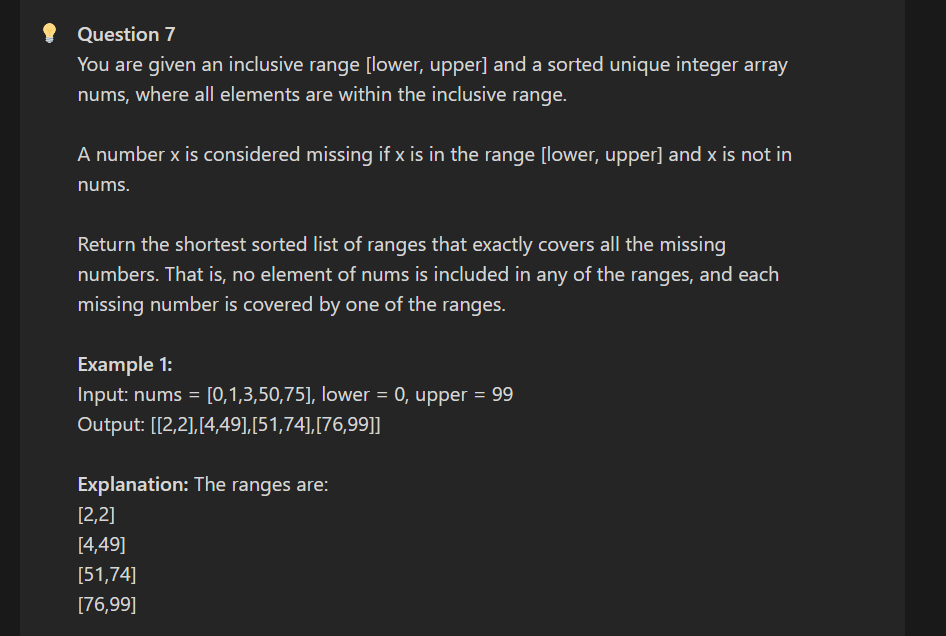 Question 7
You are given an inclusive range [lower, upper] and a sorted unique integer array
nums, where all elements are within the inclusive range.
A number x is considered missing if x is in the range [lower, upper] and x is not in
nums.
Return the shortest sorted list of ranges that exactly covers all the missing
numbers. That is, no element of nums is included in any of the ranges, and each
missing number is covered by one of the ranges.
Example 1:
Input: nums = [0,1,3,50,75], lower = 0, upper = 99
Output: [[2,2],[4,49],[51,74],[76,99]]
Explanation: The ranges are:
[2,2]
[4,49]
[51,74]
[76,99]